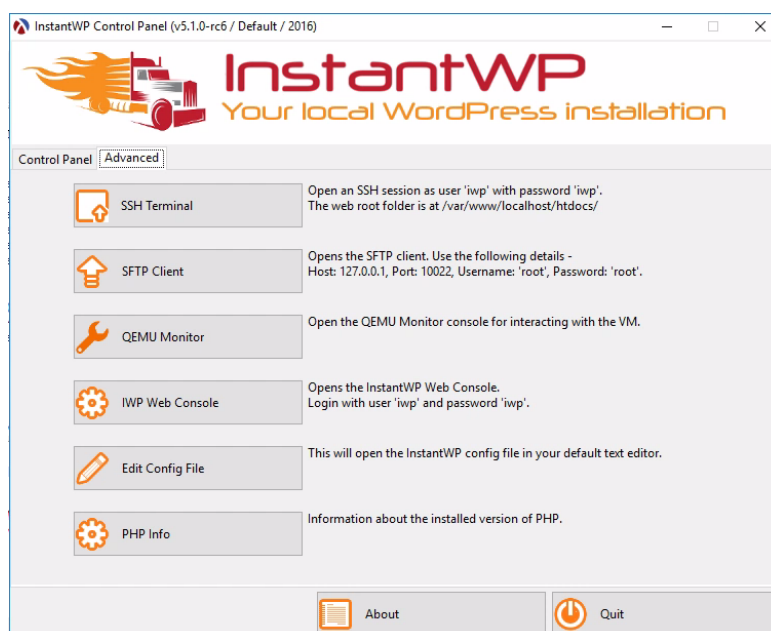 InstantWP Control Panel (v5.1.0-rc6 / Default / 2016)
InstantWP
Your local WordPress installation
Control Panel Advanced
SSH Terminal
Open an SSH session as user 'iwp' with password 'iwp'.
The web root folder is at /var/www/localhost/htdocs/
SFTP Client
Opens the SFTP client. Use the following details -
Host: 127.0.0.1, Port: 10022, Username: 'root', Password: 'root'.
QEMU Monitor
Open the QEMU Monitor console for interacting with the VM.
IWP Web Console
Opens the InstantWP Web Console.
Login with user 'iwp' and password 'iwp'.
Edit Config File
This will open the InstantWP config file in your default text editor.
PHP Info
Information about the installed version of PHP.
About
Quit